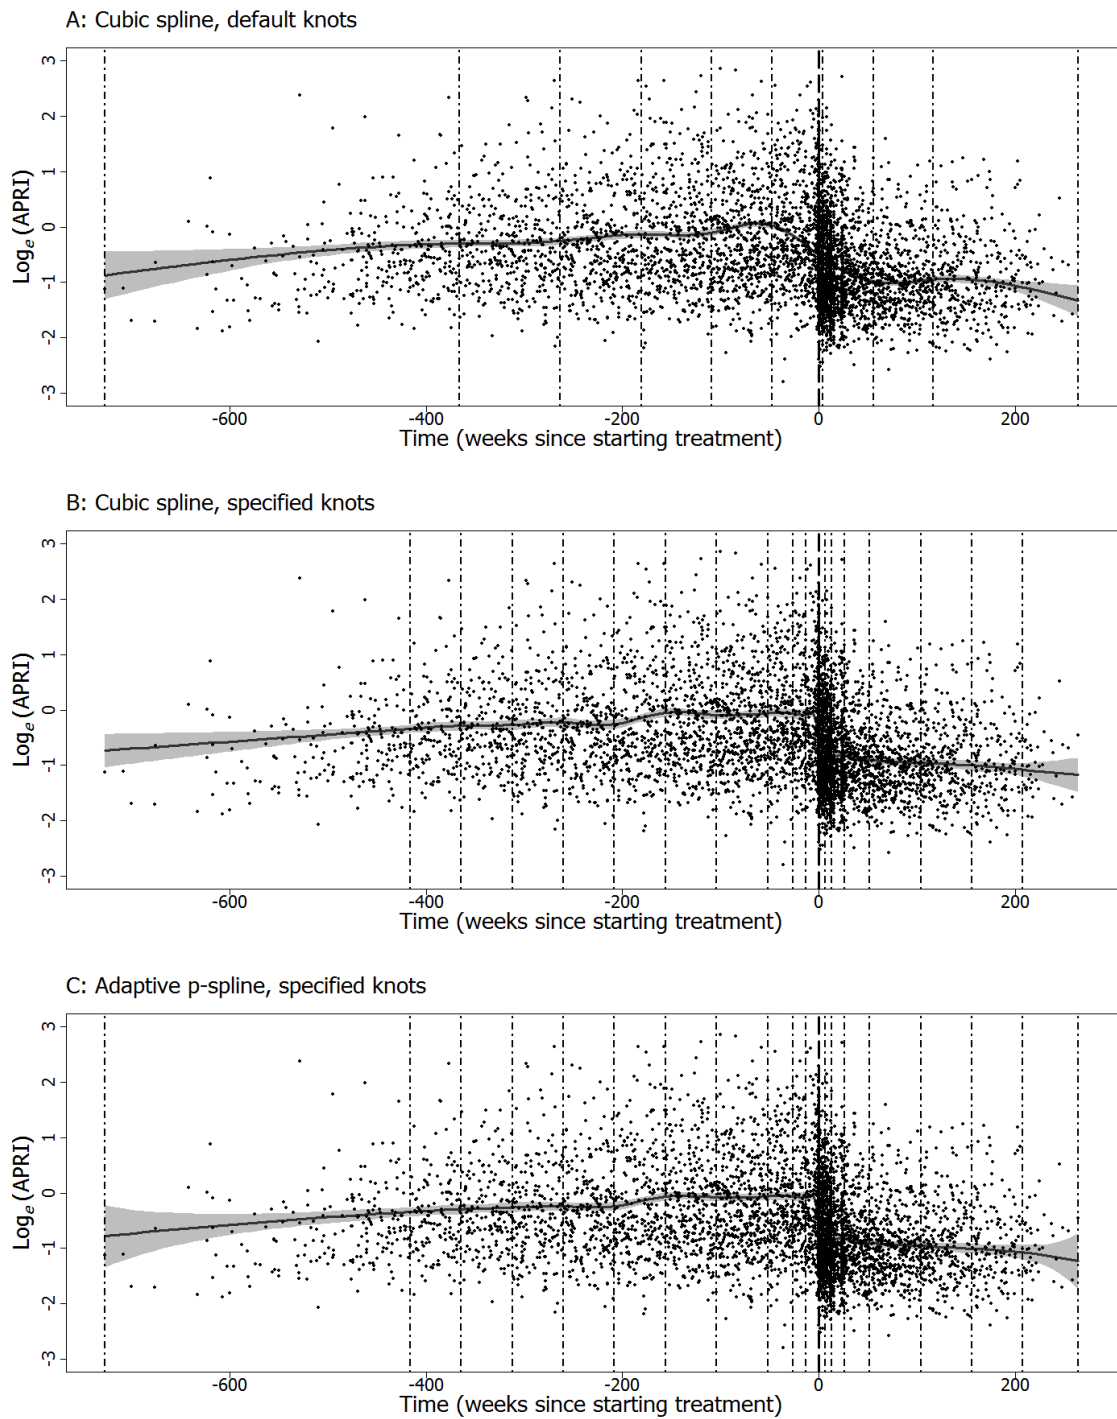 A: Cubic spline, default knots
3
2
1
0
-1
-2
-3
Logₑ (APRI)
-600 -400 -200 0 200
Time (weeks since starting treatment)
B: Cubic spline, specified knots
3
2
1
0
-1
-2
-3
Logₑ (APRI)
-600 -400 -200 0 200
Time (weeks since starting treatment)
C: Adaptive p-spline, specified knots
3
2
1
0
-1
-2
-3
Logₑ (APRI)
-600 -400 -200 0 200
Time (weeks since starting treatment)